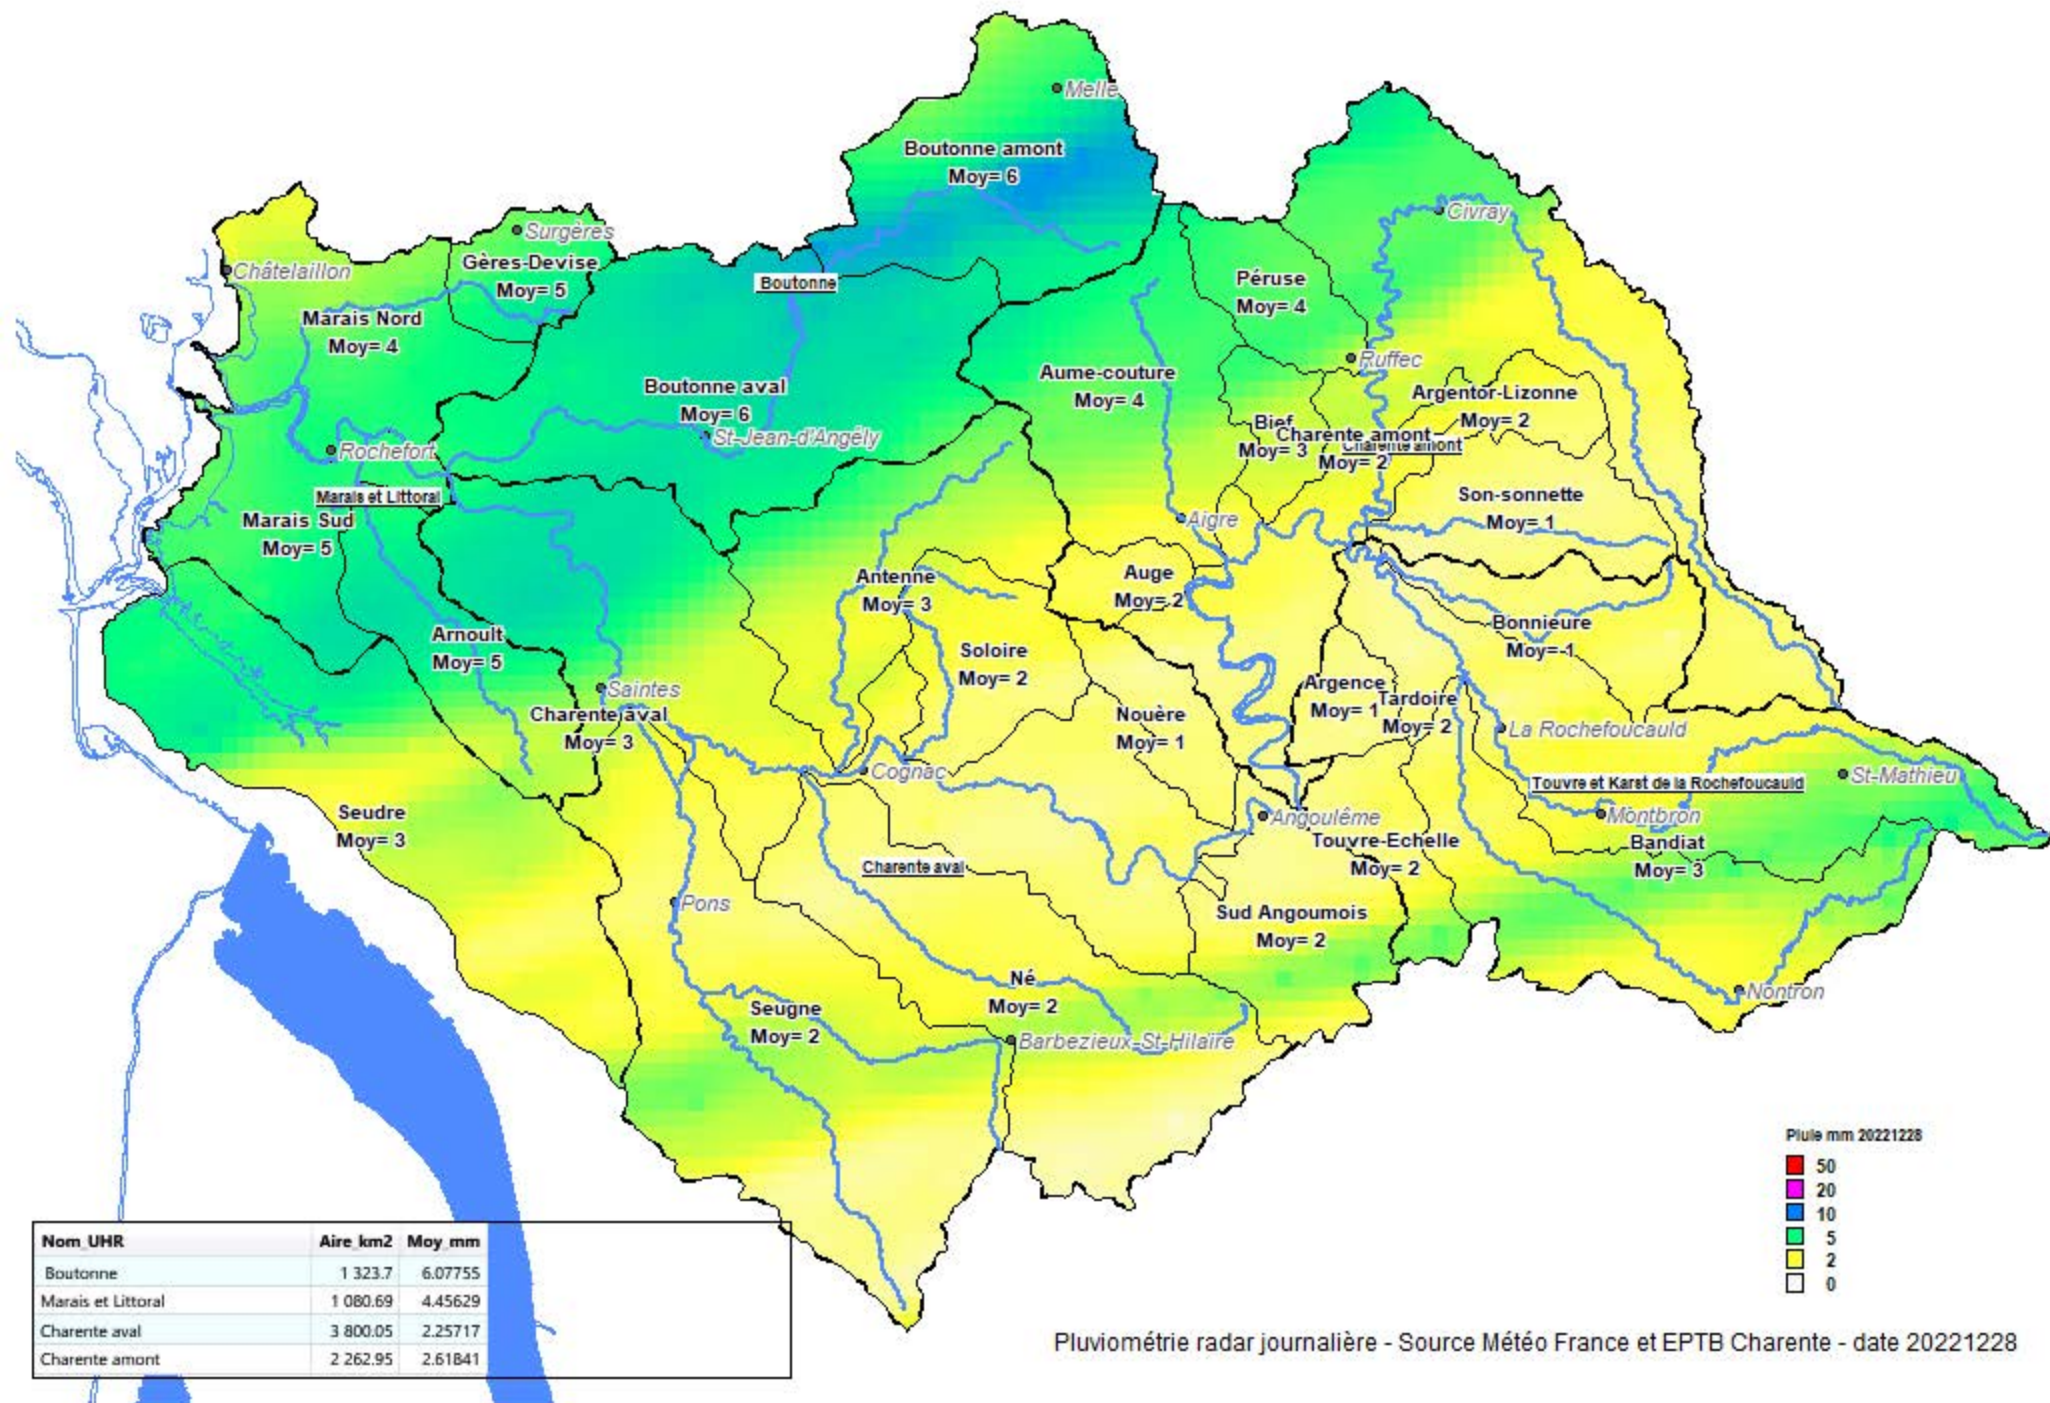 Melle
Boutonne amont
Moy= 6
Civray
Surgères
Châtelaillon
Gères-Devise
Moy= 5
Boutonne
Péruse
Moy= 4
Marais Nord
Moy= 4
Ruffec
Aume-couture
Moy= 4
Boutonne aval
Moy= 6
Argentor-Lizonne
Moy= 2
St-Jean-d'Angély
Bief
Moy= 3
Charente amont
Moy= 2
Charente amont
Rochefort
Marais et Littoral
Son-sonnette
Moy= 1
Marais Sud
Moy= 5
Aigre
Antenne
Moy= 3
Auge
Moy= 2
Bonnieure
Moy= 1
Arnoult
Moy= 5
Soloire
Moy= 2
Saintes
Argence
Moy= 1
Tardoire
Moy= 2
Charente aval
Moy= 3
Nouère
Moy= 1
La Rochefoucauld
Cognac
Touvre et Karst de la Rochefoucauld
St-Mathieu
Seudre
Moy= 3
Angoulême
Montbron
Touvre-Echelle
Moy= 2
Bandiat
Moy= 3
Charente aval
Pons
Sud Angoumois
Moy= 2
Né
Moy= 2
Nontron
Seugne
Moy= 2
Barbezieux-St-Hilaire
Pluie mm 20221228
50
20
10
5
2
0
Nom_UHR Aire_km2 Moy_mm
Boutonne 1 323.7 6.07755
Marais et Littoral 1 080.69 4.45629
Charente aval 3 800.05 2.25717
Charente amont 2 262.95 2.61841
Pluviométrie radar journalière - Source Météo France et EPTB Charente - date 20221228